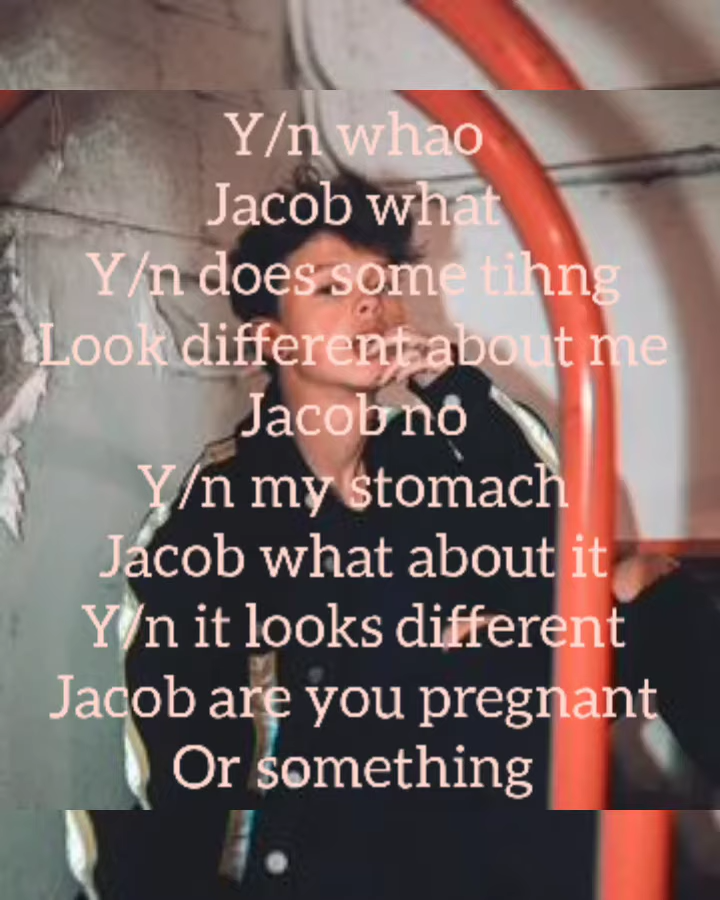 Y/n whao
Jacob what
Y/n does some tihng
Look different about me
Jacob no
Y/n my stomach
Jacob what about it
Y/n it looks different
Jacob are you pregnant
Or something